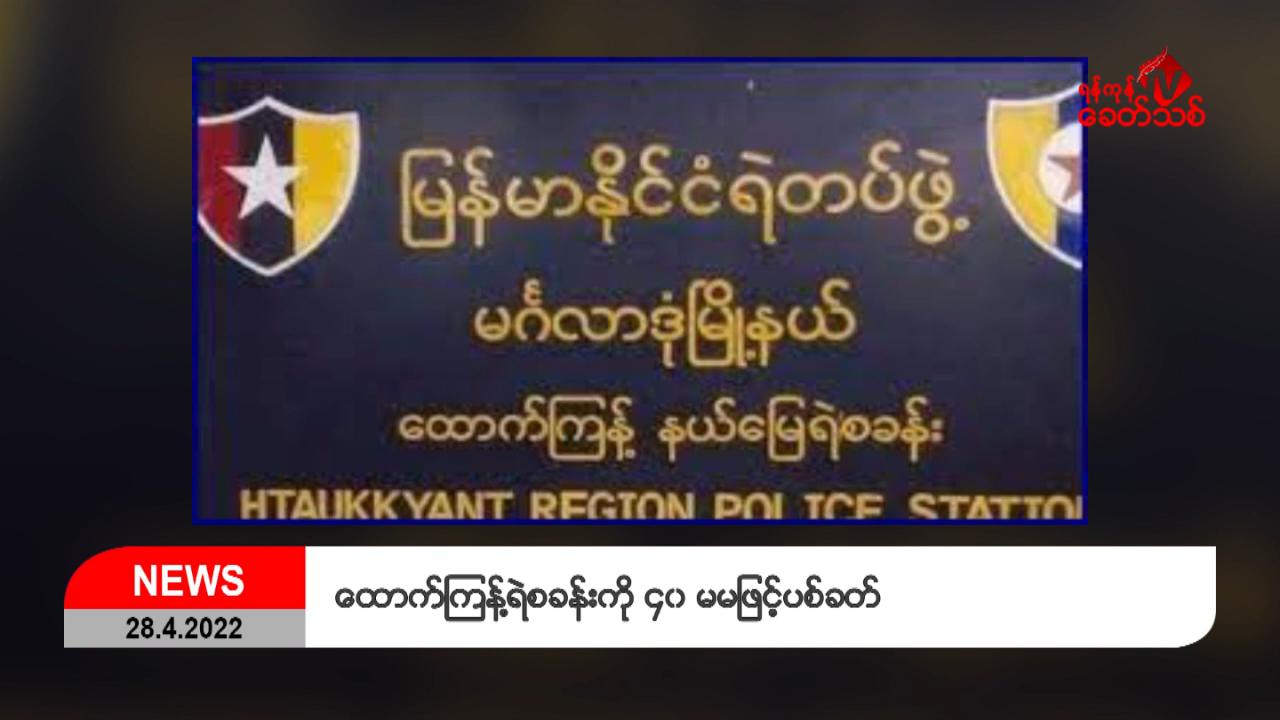 ရန်ကုန်
ခေတ်သစ်
မြန်မာနိုင်ငံရဲတပ်ဖွဲ့
မင်္ဂလာဒုံမြို့နယ်
ထောက်ကြန့် နယ်မြေရဲစခန်း
HTAUKKYANT REGION POLICE STATIO
NEWS
28.4.2022
ထောက်ကြန့်ရဲစခန်းကို ၄၀ မမဖြင့်ပစ်ခတ်